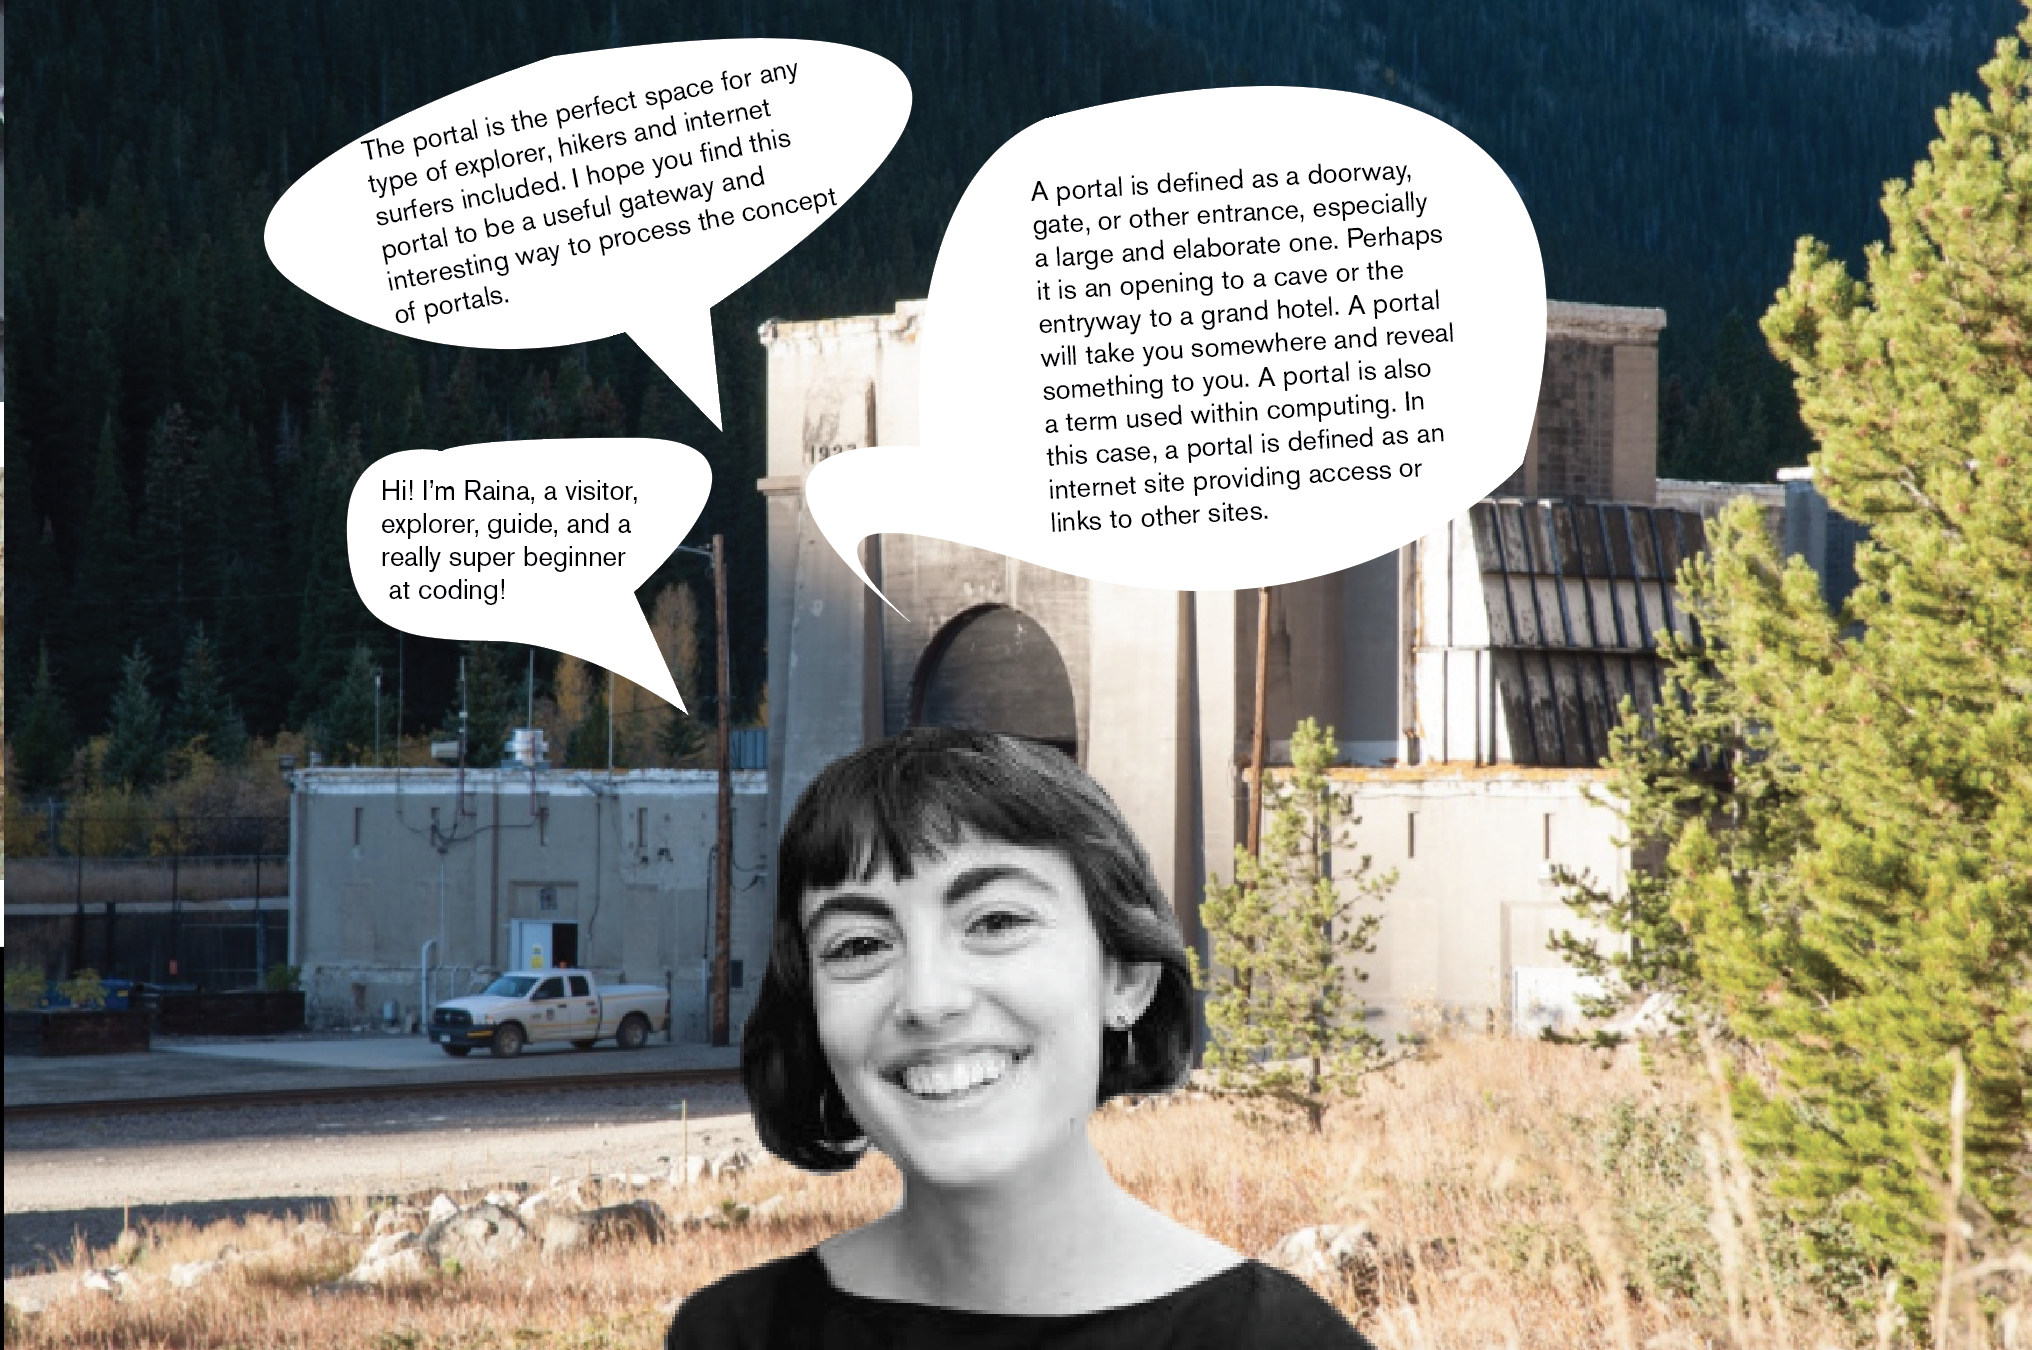 The portal is the perfect space for any
type of explorer, hikers and internet
surfers included. I hope you find this
portal to be a useful gateway and
interesting way to process the concept
of portals.
A portal is defined as a doorway,
gate, or other entrance, especially
a large and elaborate one. Perhaps
it is an opening to a cave or the
entryway to a grand hotel. A portal
will take you somewhere and reveal
something to you. A portal is also
a term used within computing. In
this case, a portal is defined as an
internet site providing access or
links to other sites.
Hi! I'm Raina, a visitor,
explorer, guide, and a
really super beginner
at coding!